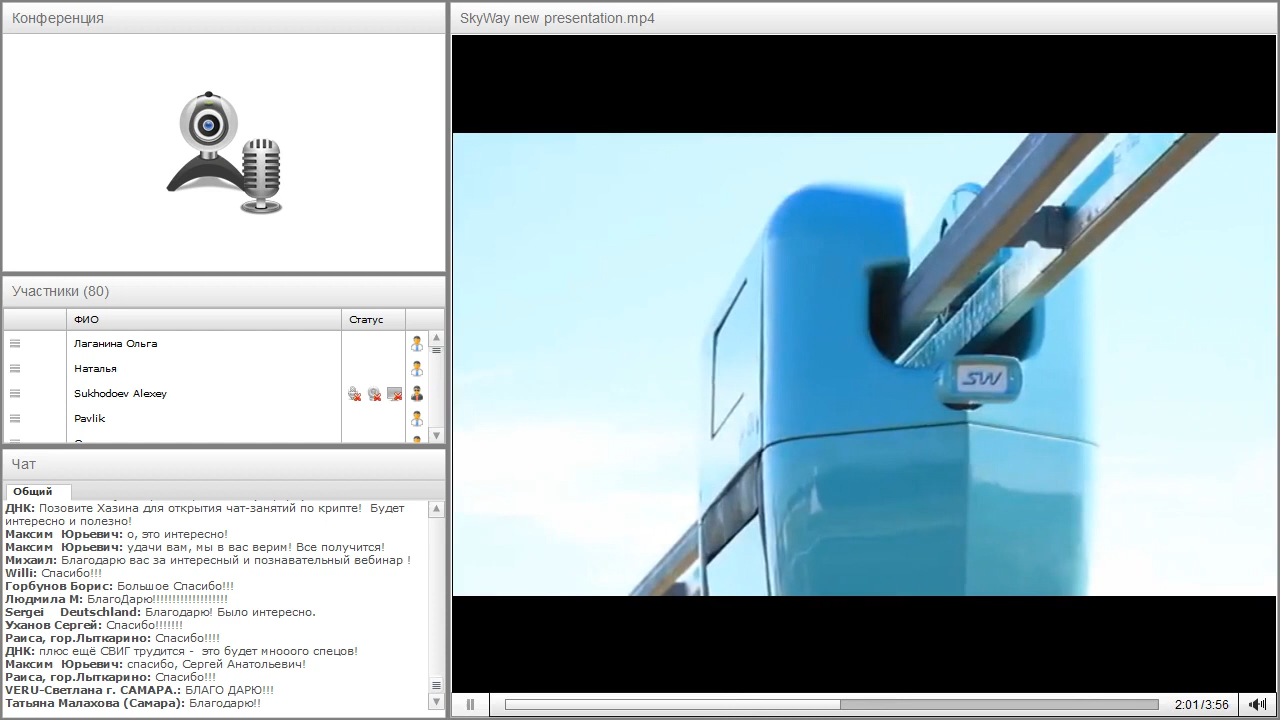 Конференция
SkyWay new presentation.mp4
Участники (80)
ФИО
Статус
Лаганина Ольга
Наталья
Sukhodoev Alexey
Pavlik
Чат
Общий
ДНК: Позовите Хазина для открытия чат-занятий по крипте! Будет
интересно и полезно!
Максим Юрьевич: о, это интересно!
Максим Юрьевич: удачи вам, мы в вас верим! Все получится!
Михаил: Благодарю вас за интересный и познавательный вебинар !
Willi: Спасибо!!!
Горбунов Борис: Большое Спасибо!!!
Людмила М: БлагоДарю!!!!!!!!!!!!!!!!!!!
Sergei Deutschland: Благодарю! Было интересно.
Уханов Сергей: Спасибо!!!!!!!
Раиса, гор.Лыткарино: Спасибо!!!!
ДНК: плюс ещё СВИГ трудится - это будет мнооого спецов!
Максим Юрьевич: спасибо, Сергей Анатольевич!
Раиса, гор.Лыткарино: Спасибо!!!
VERU-Светлана г. САМАРА.: БЛАГО ДАРЮ!!!
Татьяна Малахова (Самара): Благодарю!!
SW
2:01/3:56